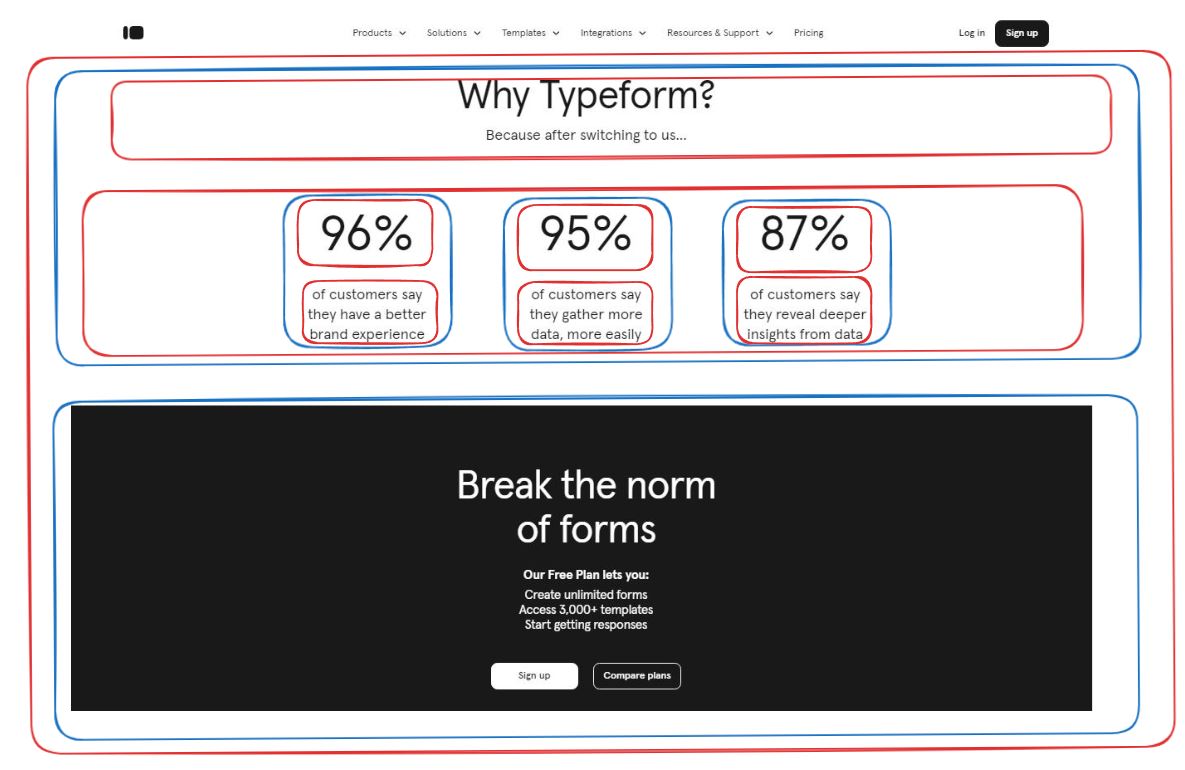 Products Solutions Templates Integrations Resources & Support Pricing Log in Sign up
Why Typeform?
Because after switching to us...
96%
of customers say
they have a better
brand experience
95%
of customers say
they gather more
data, more easily
87%
of customers say
they reveal deeper
insights from data
Break the norm
of forms
Our Free Plan lets you:
Create unlimited forms
Access 3,000+ templates
Start getting responses
Sign up Compare plans